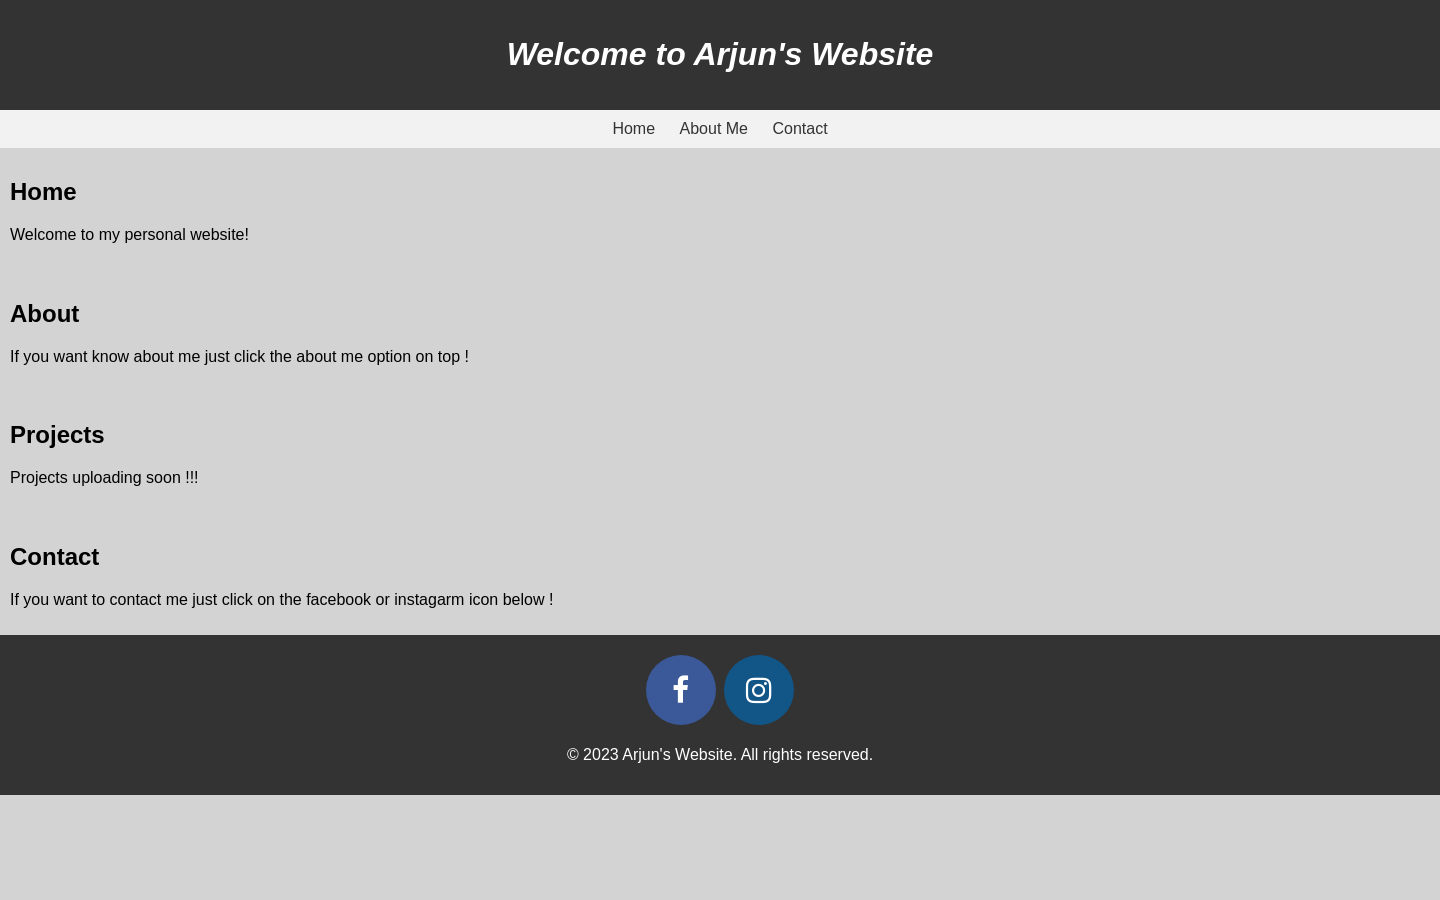 Welcome to Arjun's Website
Home About Me Contact
Home
Welcome to my personal website!
About
If you want know about me just click the about me option on top !
Projects
Projects uploading soon !!!
Contact
If you want to contact me just click on the facebook or instagarm icon below !
© 2023 Arjun's Website. All rights reserved.